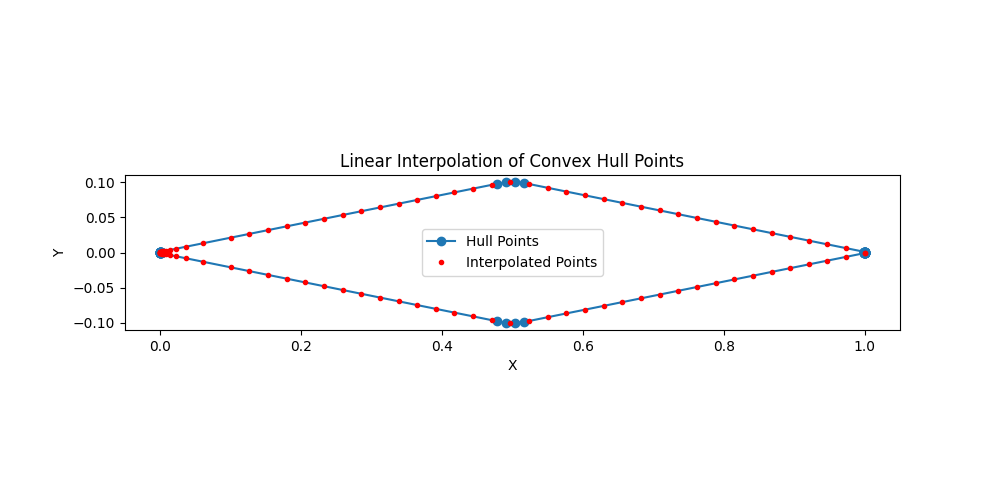 Linear Interpolation of Convex Hull Points
0.10
0.05
0.00
−0.05
−0.10
Y
Hull Points
Interpolated Points
0.0 0.2 0.4 0.6 0.8 1.0
X